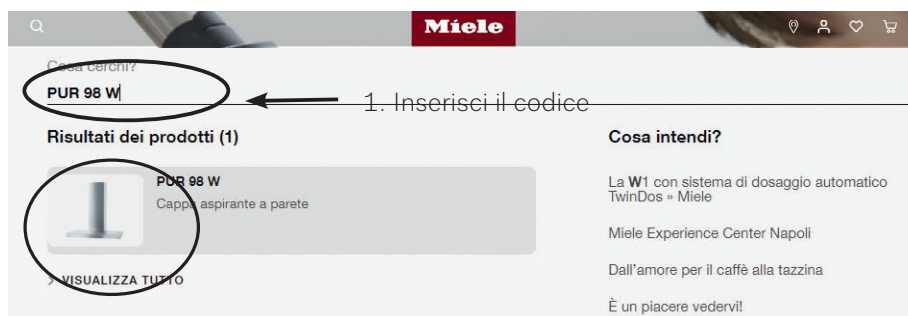 Miele
Cosa cerchi?
PUR 98 W
1. Inserisci il codice
Risultati dei prodotti (1)
PUR 98 W
Cappa aspirante a parete
VISUALIZZA TUTTO
Cosa intendi?
La W1 con sistema di dosaggio automatico
TwinDos » Miele
Miele Experience Center Napoli
Dall'amore per il caffè alla tazzina
È un piacere vedervi!